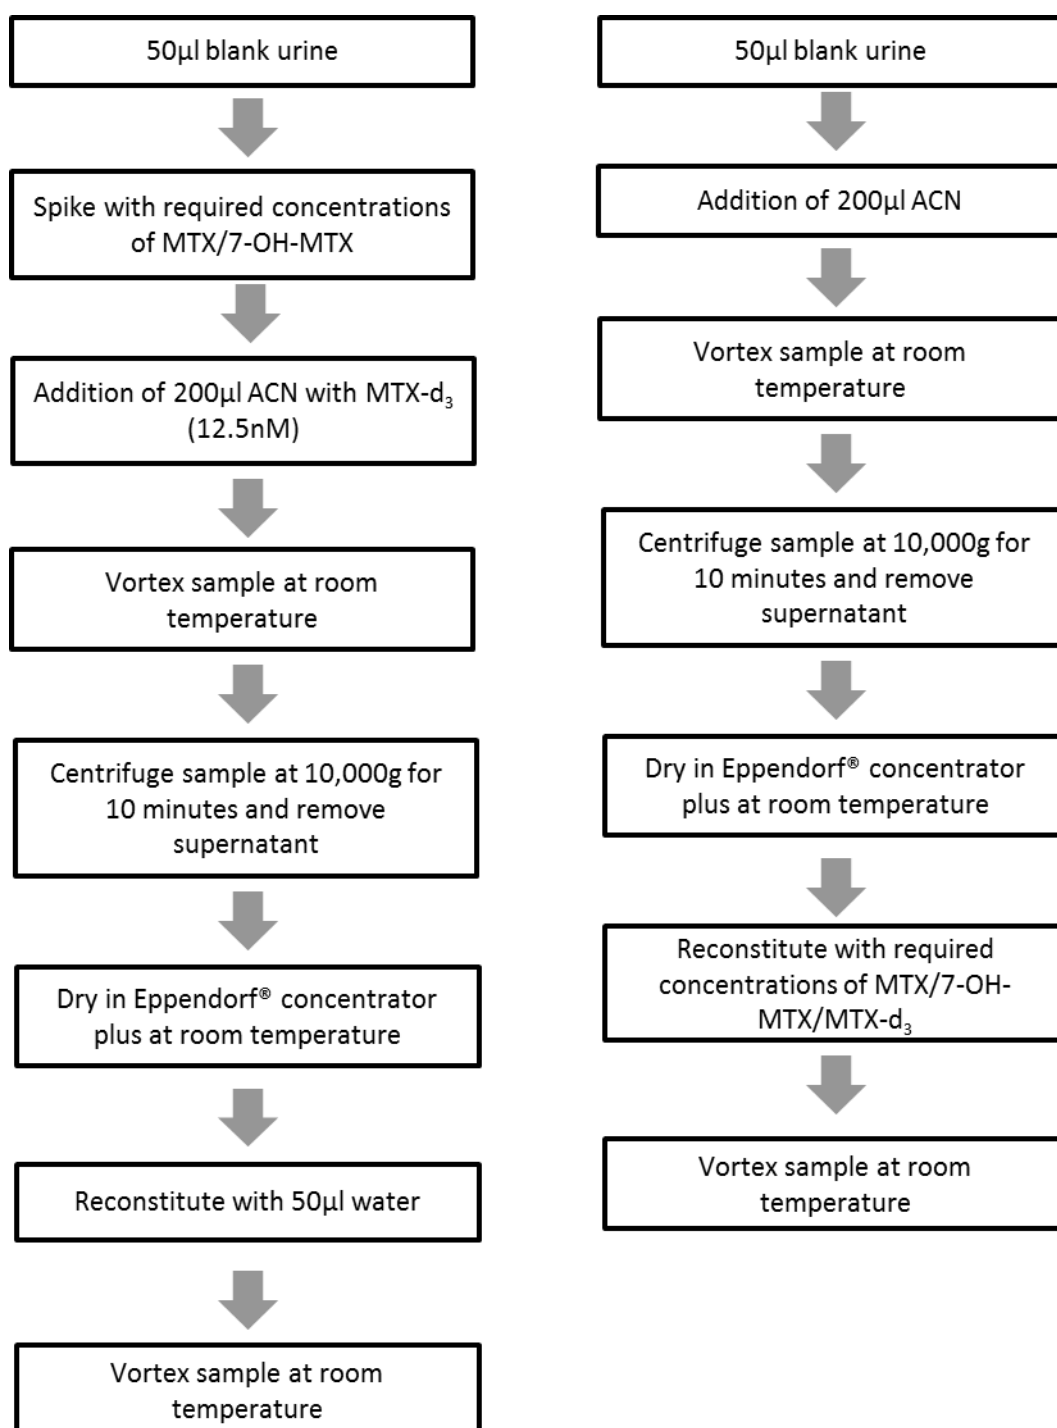 50µl blank urine
Spike with required concentrations
of MTX/7-OH-MTX
Addition of 200µl ACN with MTX-d₃
(12.5nM)
Vortex sample at room
temperature
Centrifuge sample at 10,000g for
10 minutes and remove
supernatant
Dry in Eppendorf® concentrator
plus at room temperature
Reconstitute with 50µl water
Vortex sample at room
temperature
50µl blank urine
Addition of 200µl ACN
Vortex sample at room
temperature
Centrifuge sample at 10,000g for
10 minutes and remove
supernatant
Dry in Eppendorf® concentrator
plus at room temperature
Reconstitute with required
concentrations of MTX/7-OH-
MTX/MTX-d₃
Vortex sample at room
temperature